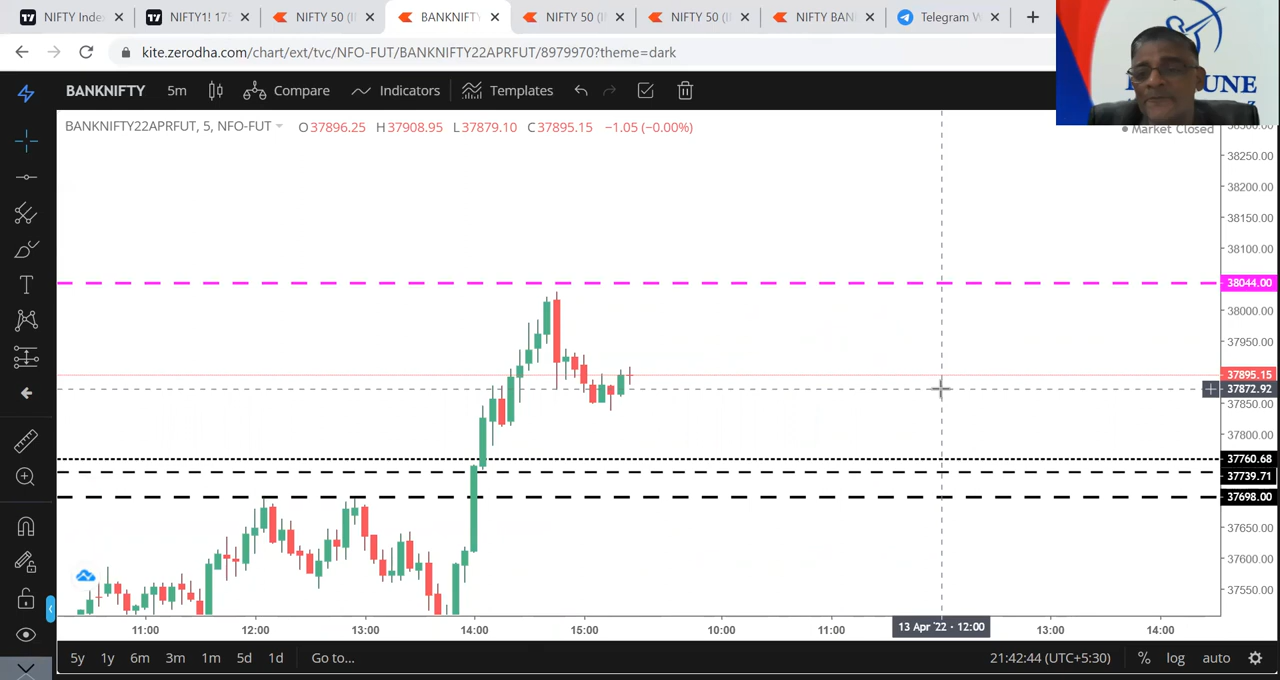 NIFTY Inde
NIFTY1! 17
NIFTY 50 (I
BANKNIFTY
NIFTY 50 (I
NIFTY 50 (I
NIFTY BAN
Telegram W
kite.zerodha.com/chart/ext/tvc/NFO-FUT/BANKNIFTY22APRFUT/8979970?theme=dark
BANKNIFTY 5m Compare Indicators Templates
BANKNIFTY22APRFUT, 5, NFO-FUT O37896.25 H37908.95 L37879.10 C37895.15 −1.05 (−0.00%)
UNE
Market Closed
38250.00
38200.00
38150.00
38100.00
38044.00
38000.00
37950.00
37895.15
37872.92
37850.00
37800.00
37760.68
37739.71
37698.00
37650.00
37600.00
37550.00
11:00 12:00 13:00 14:00 15:00 10:00 11:00 13 Apr '22 - 12:00 13:00 14:00
5y 1y 6m 3m 1m 5d 1d Go to... 21:42:44 (UTC+5:30) % log auto